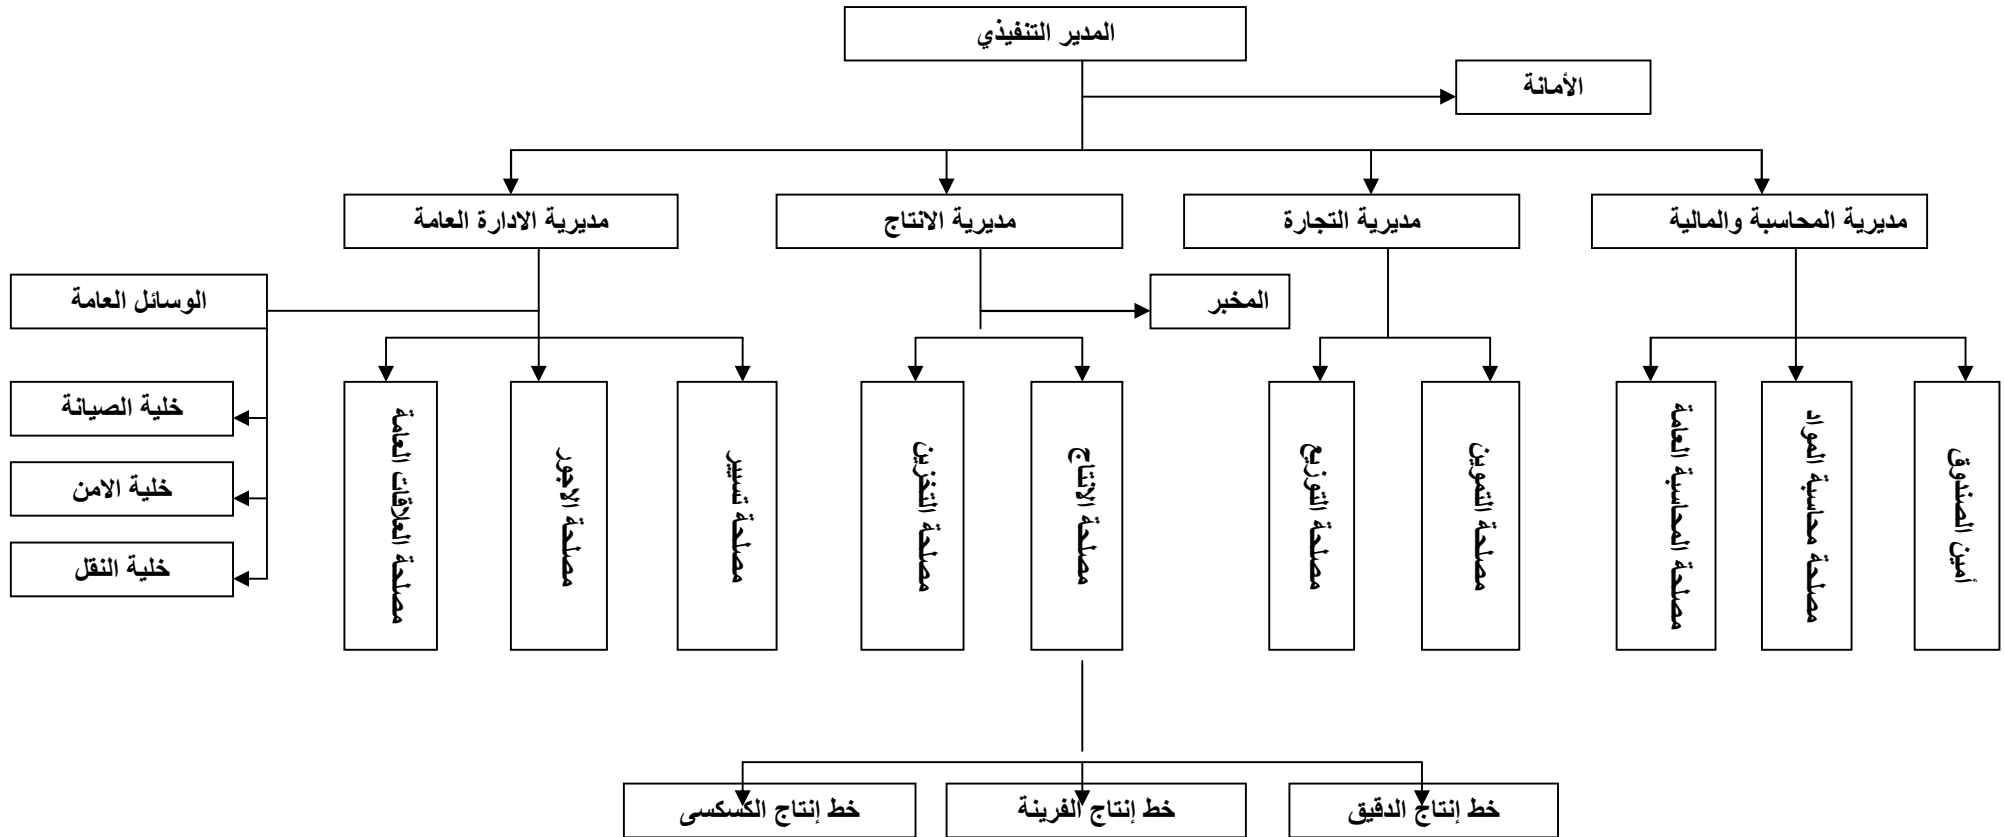 المدير التنفيذي
الأمانة
مديرية المحاسبة والمالية
مديرية التجارة
مديرية الانتاج
مديرية الادارة العامة
المخبر
الوسائل العامة
أمين الصندوق
مصلحة محاسبة المواد
مصلحة المحاسبة العامة
مصلحة التموين
مصلحة التوزيع
مصلحة الانتاج
مصلحة التخزين
مصلحة تسيير
مصلحة الاجور
مصلحة العلاقات العامة
خلية الصيانة
خلية الامن
خلية النقل
خط إنتاج الدقيق
خط إنتاج الفرينة
خط إنتاج الكسكسى